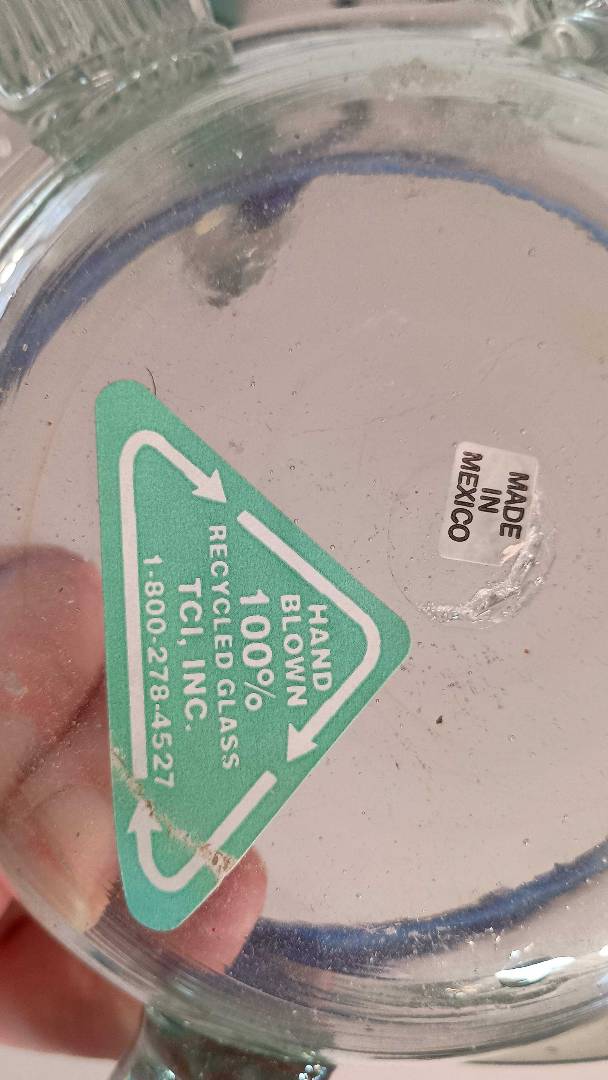 HAND
BLOWN
100%
RECYCLED GLASS
TCI, INC.
1-800-278-4527
MADE
IN
MEXICO